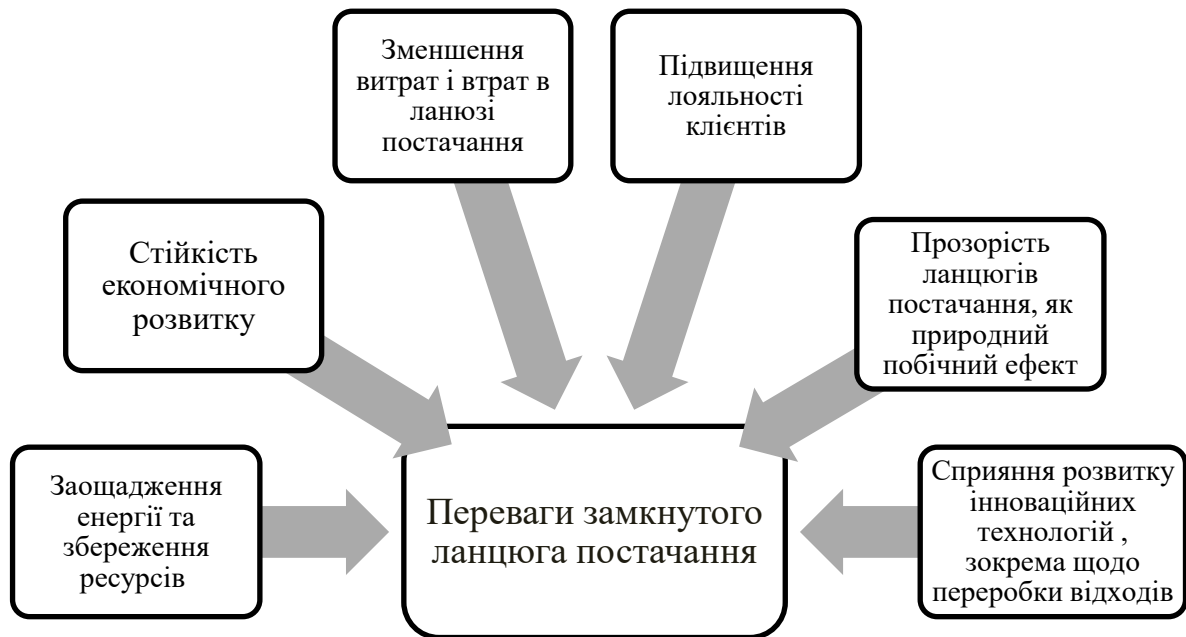 Зменшення
витрат і втрат в
ланюзі
постачання
Підвищення
лояльності
клієнтів
Стійкість
економічного
розвитку
Прозорість
ланцюгів
постачання, як
природний
побічний ефект
Заощадження
енергії та
збереження
ресурсів
Переваги замкнутого
ланцюга постачання
Сприяння розвитку
інноваційних
технологій ,
зокрема щодо
переробки відходів